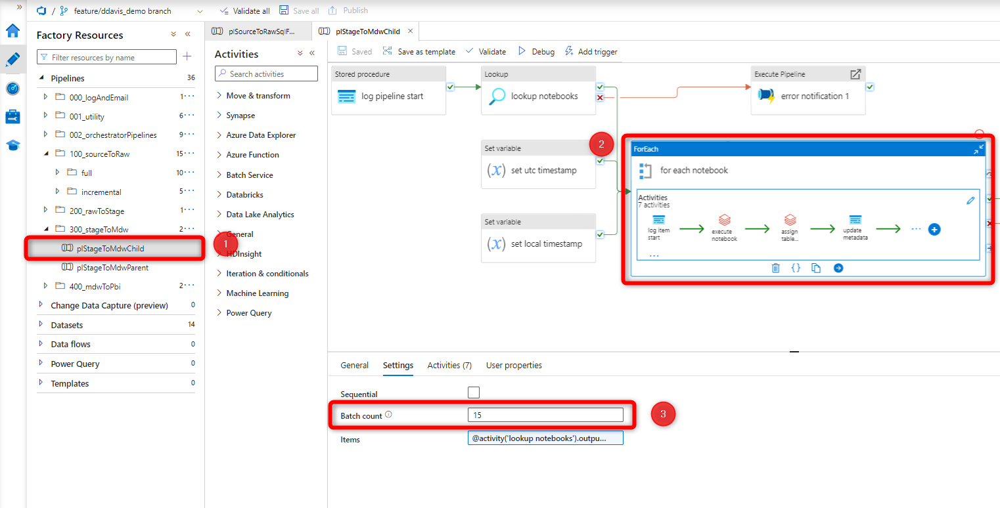 »
/ feature/ddavis_demo branch
Validate all
Save all
Publish
Factory Resources
Filter resources by name
Pipelines 36
000_logAndEmail 1···
001_utility 6···
002_orchestratorPipelines 9···
100_sourceToRaw 15···
full 10···
incremental 5···
200_rawToStage 1···
300_stageToMdw 2···
plStageToMdwChild
plStageToMdwParent
400_mdwToPbi 2···
Change Data Capture (preview) 0
Datasets 14
Data flows 0
Power Query 0
Templates 0
1
plSourceToRawSqlF...
plStageToMdwChild
Activities
Search activities
Move & transform
Synapse
Azure Data Explorer
Azure Function
Batch Service
Databricks
Data Lake Analytics
General
HDInsight
Iteration & conditionals
Machine Learning
Power Query
Saved
Save as template
Validate
Debug
Add trigger
Stored procedure
log pipeline start
Lookup
lookup notebooks
Execute Pipeline
error notification 1
Set variable
(x) set utc timestamp
Set variable
(x) set local timestamp
2
ForEach
for each notebook
Activities
7 activities
log item
start
execute
notebook
assign
table...
update
metadata
···
...
{}
General
Settings
Activities (7)
User properties
Sequential
Batch count 15
3
Items @activity('lookup notebooks').outpu...